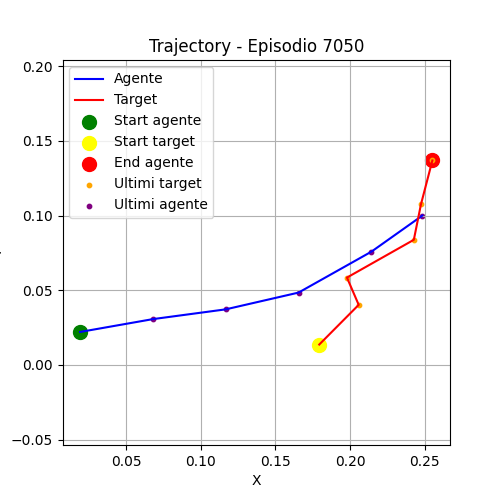 Trajectory - Episodio 7050
0.20
0.15
0.10
0.05
0.00
−0.05
Agente
Target
Start agente
Start target
End agente
Ultimi target
Ultimi agente
0.05 0.10 0.15 0.20 0.25
X